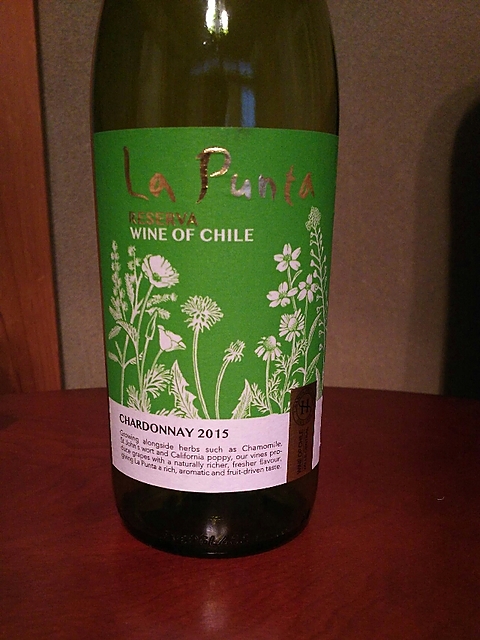 La Punta
RESERVA
WINE OF CHILE
CHARDONNAY 2015
Growing alongside herbs such as Chamomile,
St John's wort and California poppy, our vines pro-
duce grapes with a naturally richer, fresher flavour,
giving La Punta a rich, aromatic and fruit-driven taste.